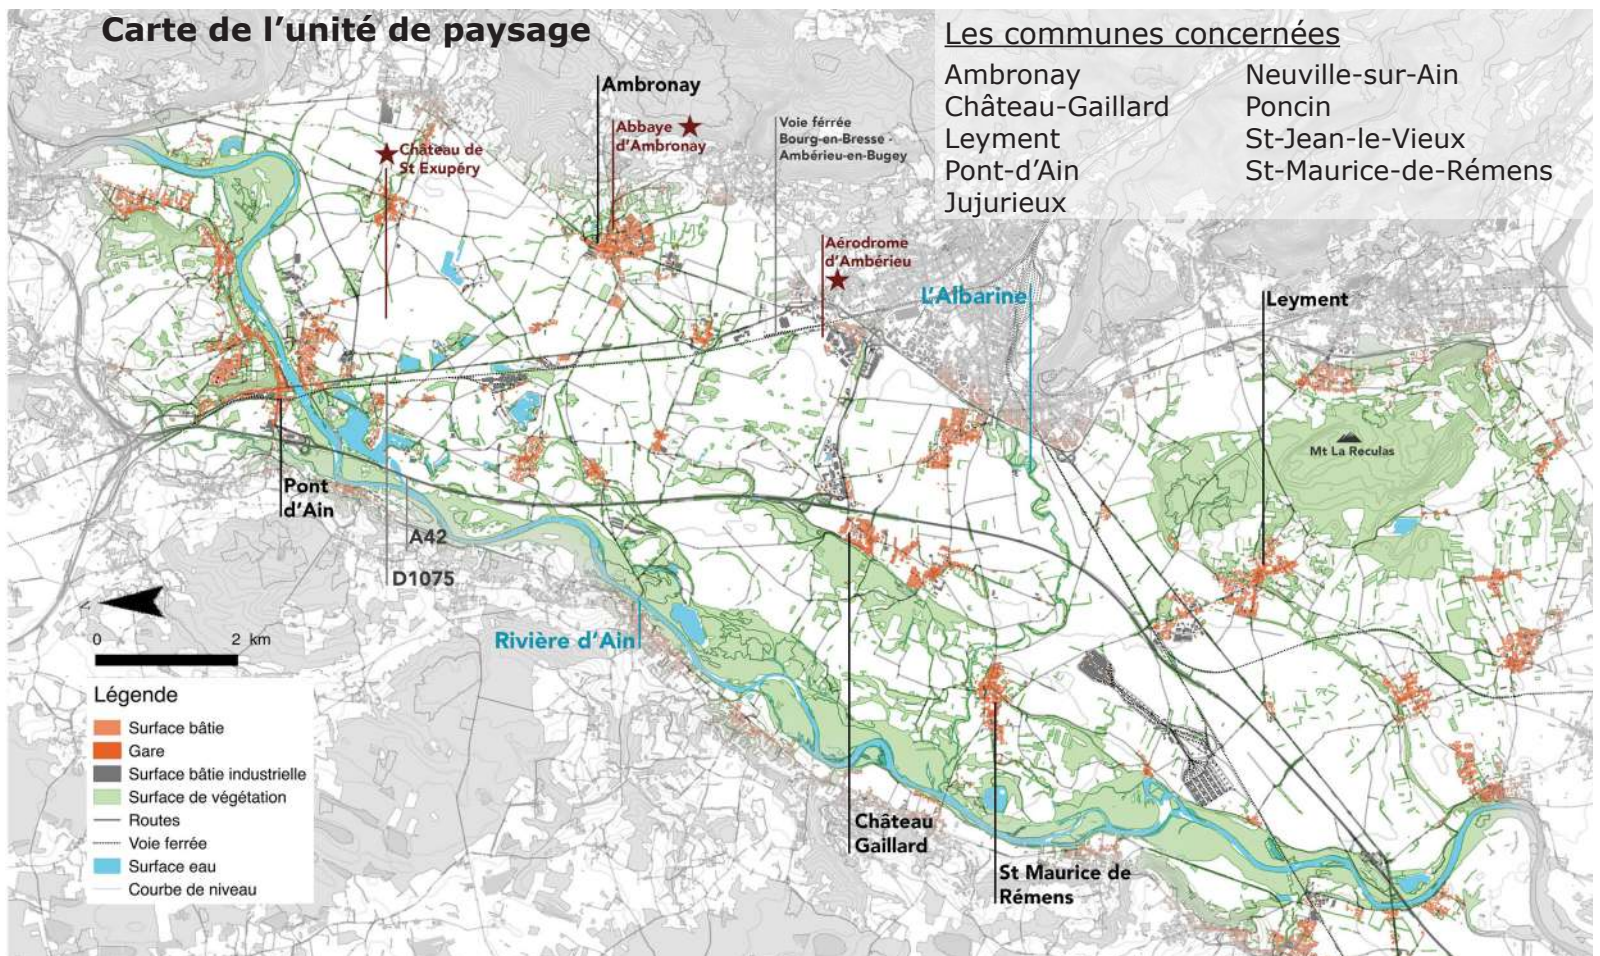 Carte de l’unité de paysage
Les communes concernées
Ambronay
Château-Gaillard
Leyment
Pont-d’Ain
Jujurieux
Neuville-sur-Ain
Poncin
St-Jean-le-Vieux
St-Maurice-de-Rémens
Ambronay
Abbaye
d’Ambronay
Château de
St Exupéry
Voie férrée
Bourg-en-Bresse -
Ambérieu-en-Bugey
Aérodrome
d’Ambérieu
L’Albarine
Leyment
Mt La Reculas
Pont
d’Ain
A42
D1075
N
0 2 km
Rivière d’Ain
Château
Gaillard
St Maurice de
Rémens
Légende
Surface bâtie
Gare
Surface bâtie industrielle
Surface de végétation
Routes
Voie ferrée
Surface eau
Courbe de niveau